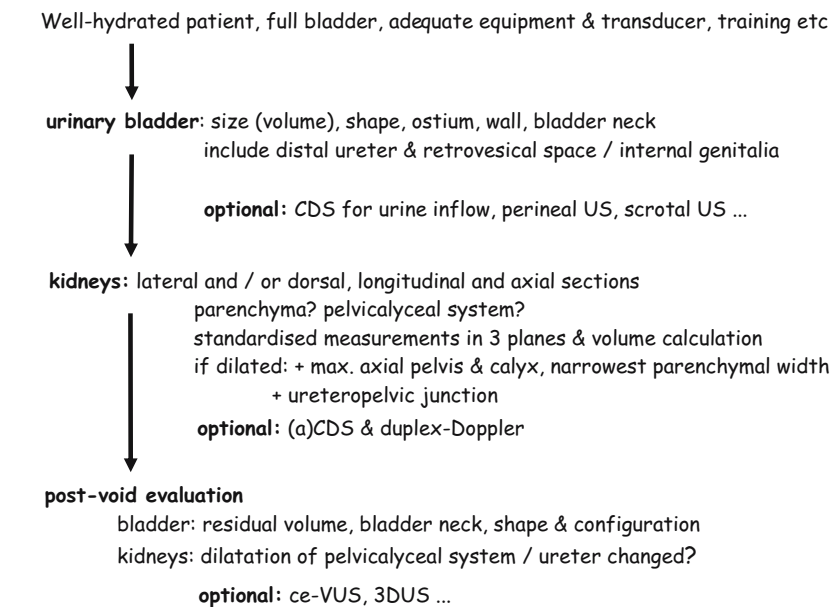 Well-hydrated patient, full bladder, adequate equipment & transducer, training etc
urinary bladder: size (volume), shape, ostium, wall, bladder neck
include distal ureter & retrovesical space / internal genitalia
optional: CDS for urine inflow, perineal US, scrotal US ...
kidneys: lateral and / or dorsal, longitudinal and axial sections
parenchyma? pelvicalyceal system?
standardised measurements in 3 planes & volume calculation
if dilated: + max. axial pelvis & calyx, narrowest parenchymal width
+ ureteropelvic junction
optional: (a)CDS & duplex-Doppler
post-void evaluation
bladder: residual volume, bladder neck, shape & configuration
kidneys: dilatation of pelvicalyceal system / ureter changed?
optional: ce-VUS, 3DUS ...